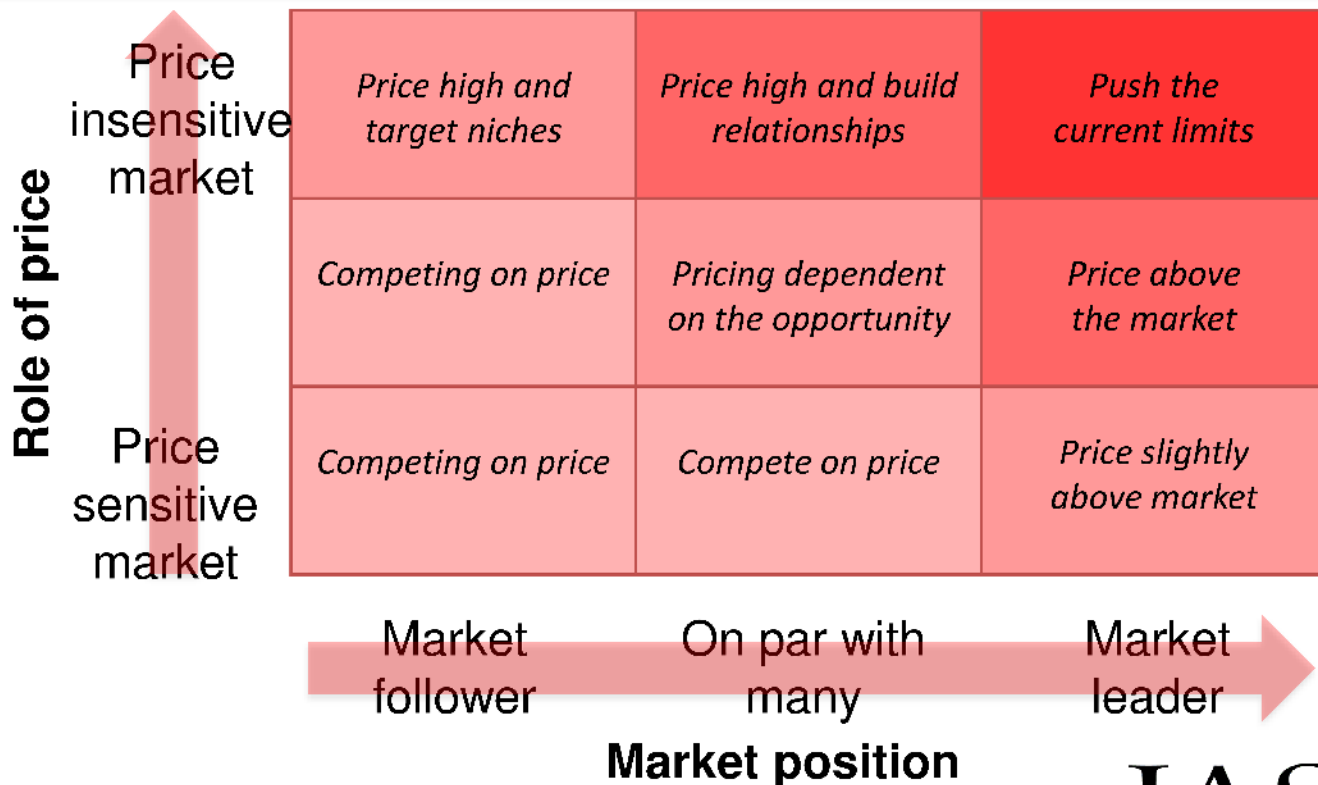 Role of price
Price
insensitive
market
Price high and
target niches
Price high and build
relationships
Push the
current limits
Competing on price
Pricing dependent
on the opportunity
Price above
the market
Price
sensitive
market
Competing on price
Compete on price
Price slightly
above market
Market
follower
On par with
many
Market
leader
Market position